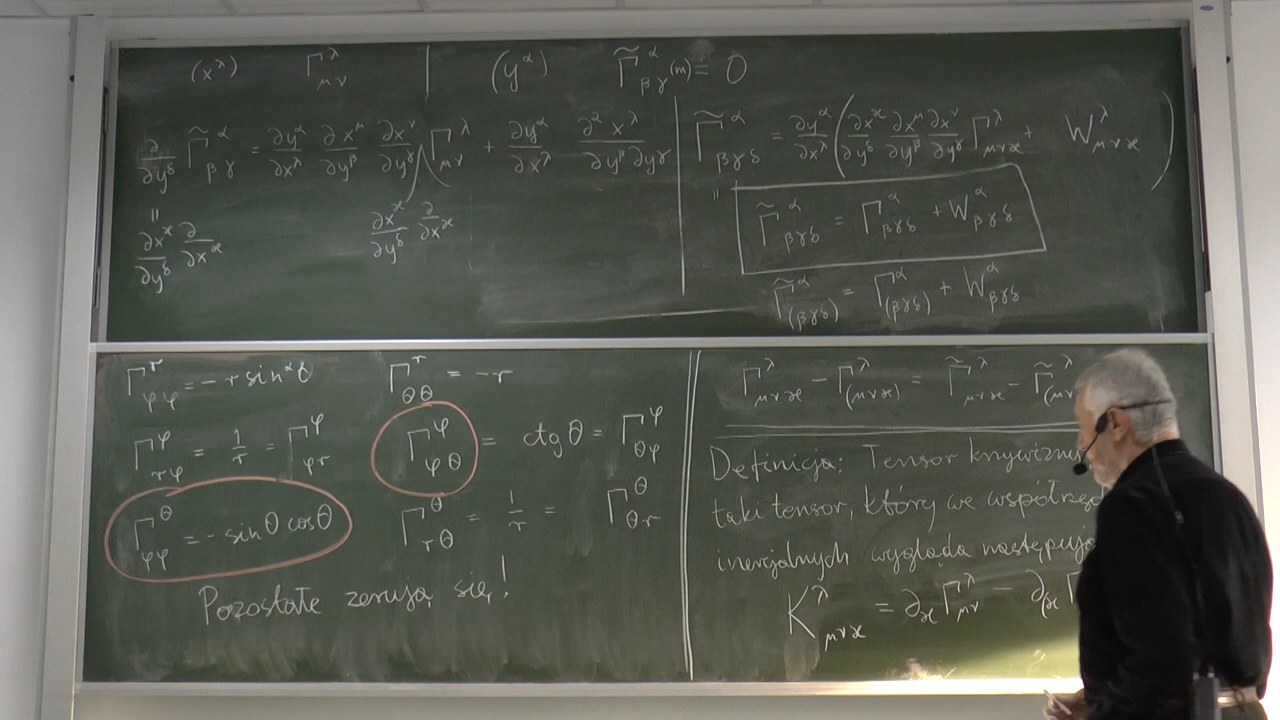 (x^λ) Γ^λ_{μν} | (y^α) Γ̃^α_{βγ}(m) = 0
∂/∂y^δ Γ̃^α_{βγ} = ∂y^α/∂x^λ ∂x^μ/∂y^β ∂x^ν/∂y^γ Γ^λ_{μν} + ∂y^α/∂x^λ ∂²x^λ/∂y^β∂y^γ
"
∂x^ϰ/∂y^δ ∂/∂x^ϰ
∂x^ϰ/∂y^δ ∂/∂x^ϰ
Γ̃^α_{βγδ} = ∂y^α/∂x^λ (∂x^ϰ/∂y^δ ∂x^μ/∂y^β ∂x^ν/∂y^γ Γ^λ_{μνϰ} + W^λ_{μνϰ})
"
Γ̃^α_{βγδ} = Γ^α_{βγδ} + W^α_{βγδ}
Γ̃^α_{(βγδ)} = Γ^α_{(βγδ)} + W^α_{βγδ}
Γ^r_{φφ} = - r sin²θ Γ^r_{θθ} = - r
Γ^φ_{rφ} = 1/r = Γ^φ_{φr} Γ^φ_{φθ} = ctg θ = Γ^φ_{θφ}
Γ^θ_{φφ} = - sinθ cosθ Γ^θ_{rθ} = 1/r = Γ^θ_{θr}
Pozostałe zerują się!
Γ^λ_{μνϰ} - Γ^λ_{(μνϰ)} = Γ̃^λ_{μνϰ} - Γ̃^λ_{(μν
Definicja: Tensor krzywizny
taki tensor, który we współrzęd
inercjalnych wygląda następują
K^λ_{μνϰ} = ∂_ϰ Γ^λ_{μν} - ∂_{(ϰ} Γ